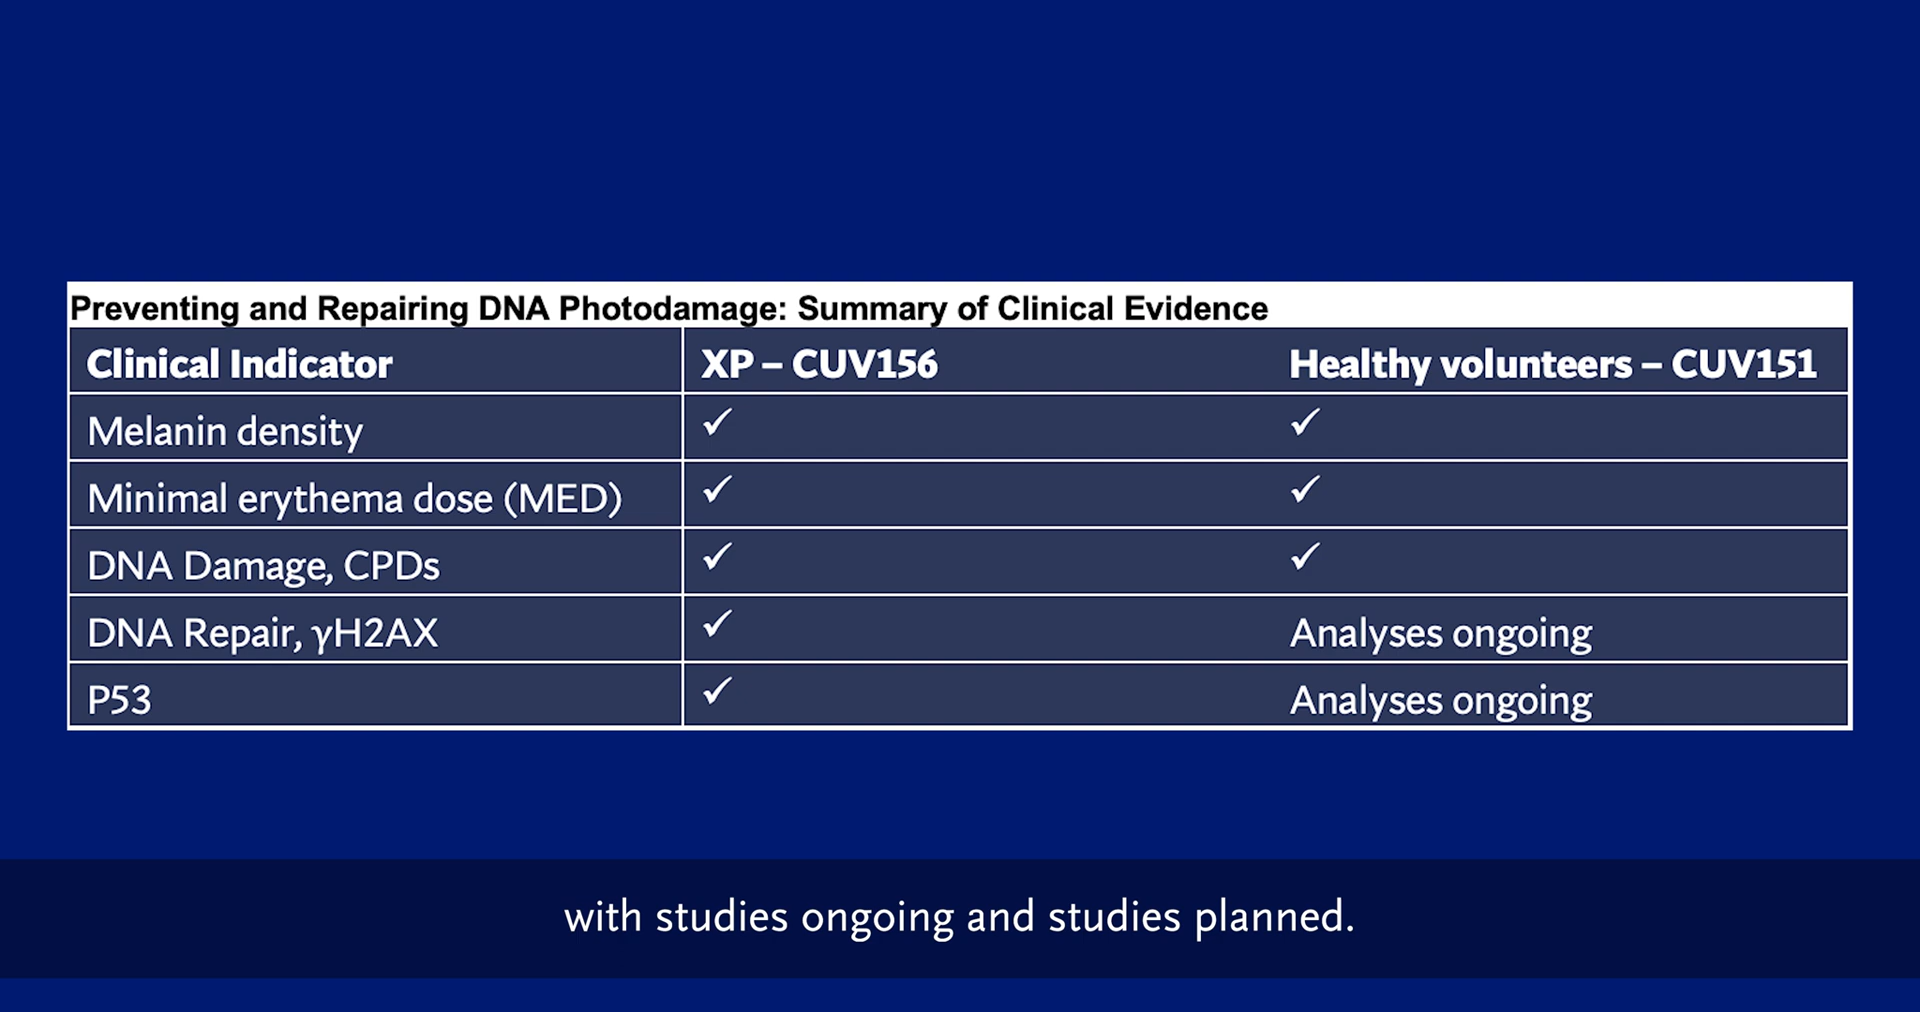 Preventing and Repairing DNA Photodamage: Summary of Clinical Evidence
Clinical Indicator XP – CUV156 Healthy volunteers – CUV151
Melanin density ✓ ✓
Minimal erythema dose (MED) ✓ ✓
DNA Damage, CPDs ✓ ✓
DNA Repair, γH2AX ✓ Analyses ongoing
P53 ✓ Analyses ongoing
with studies ongoing and studies planned.